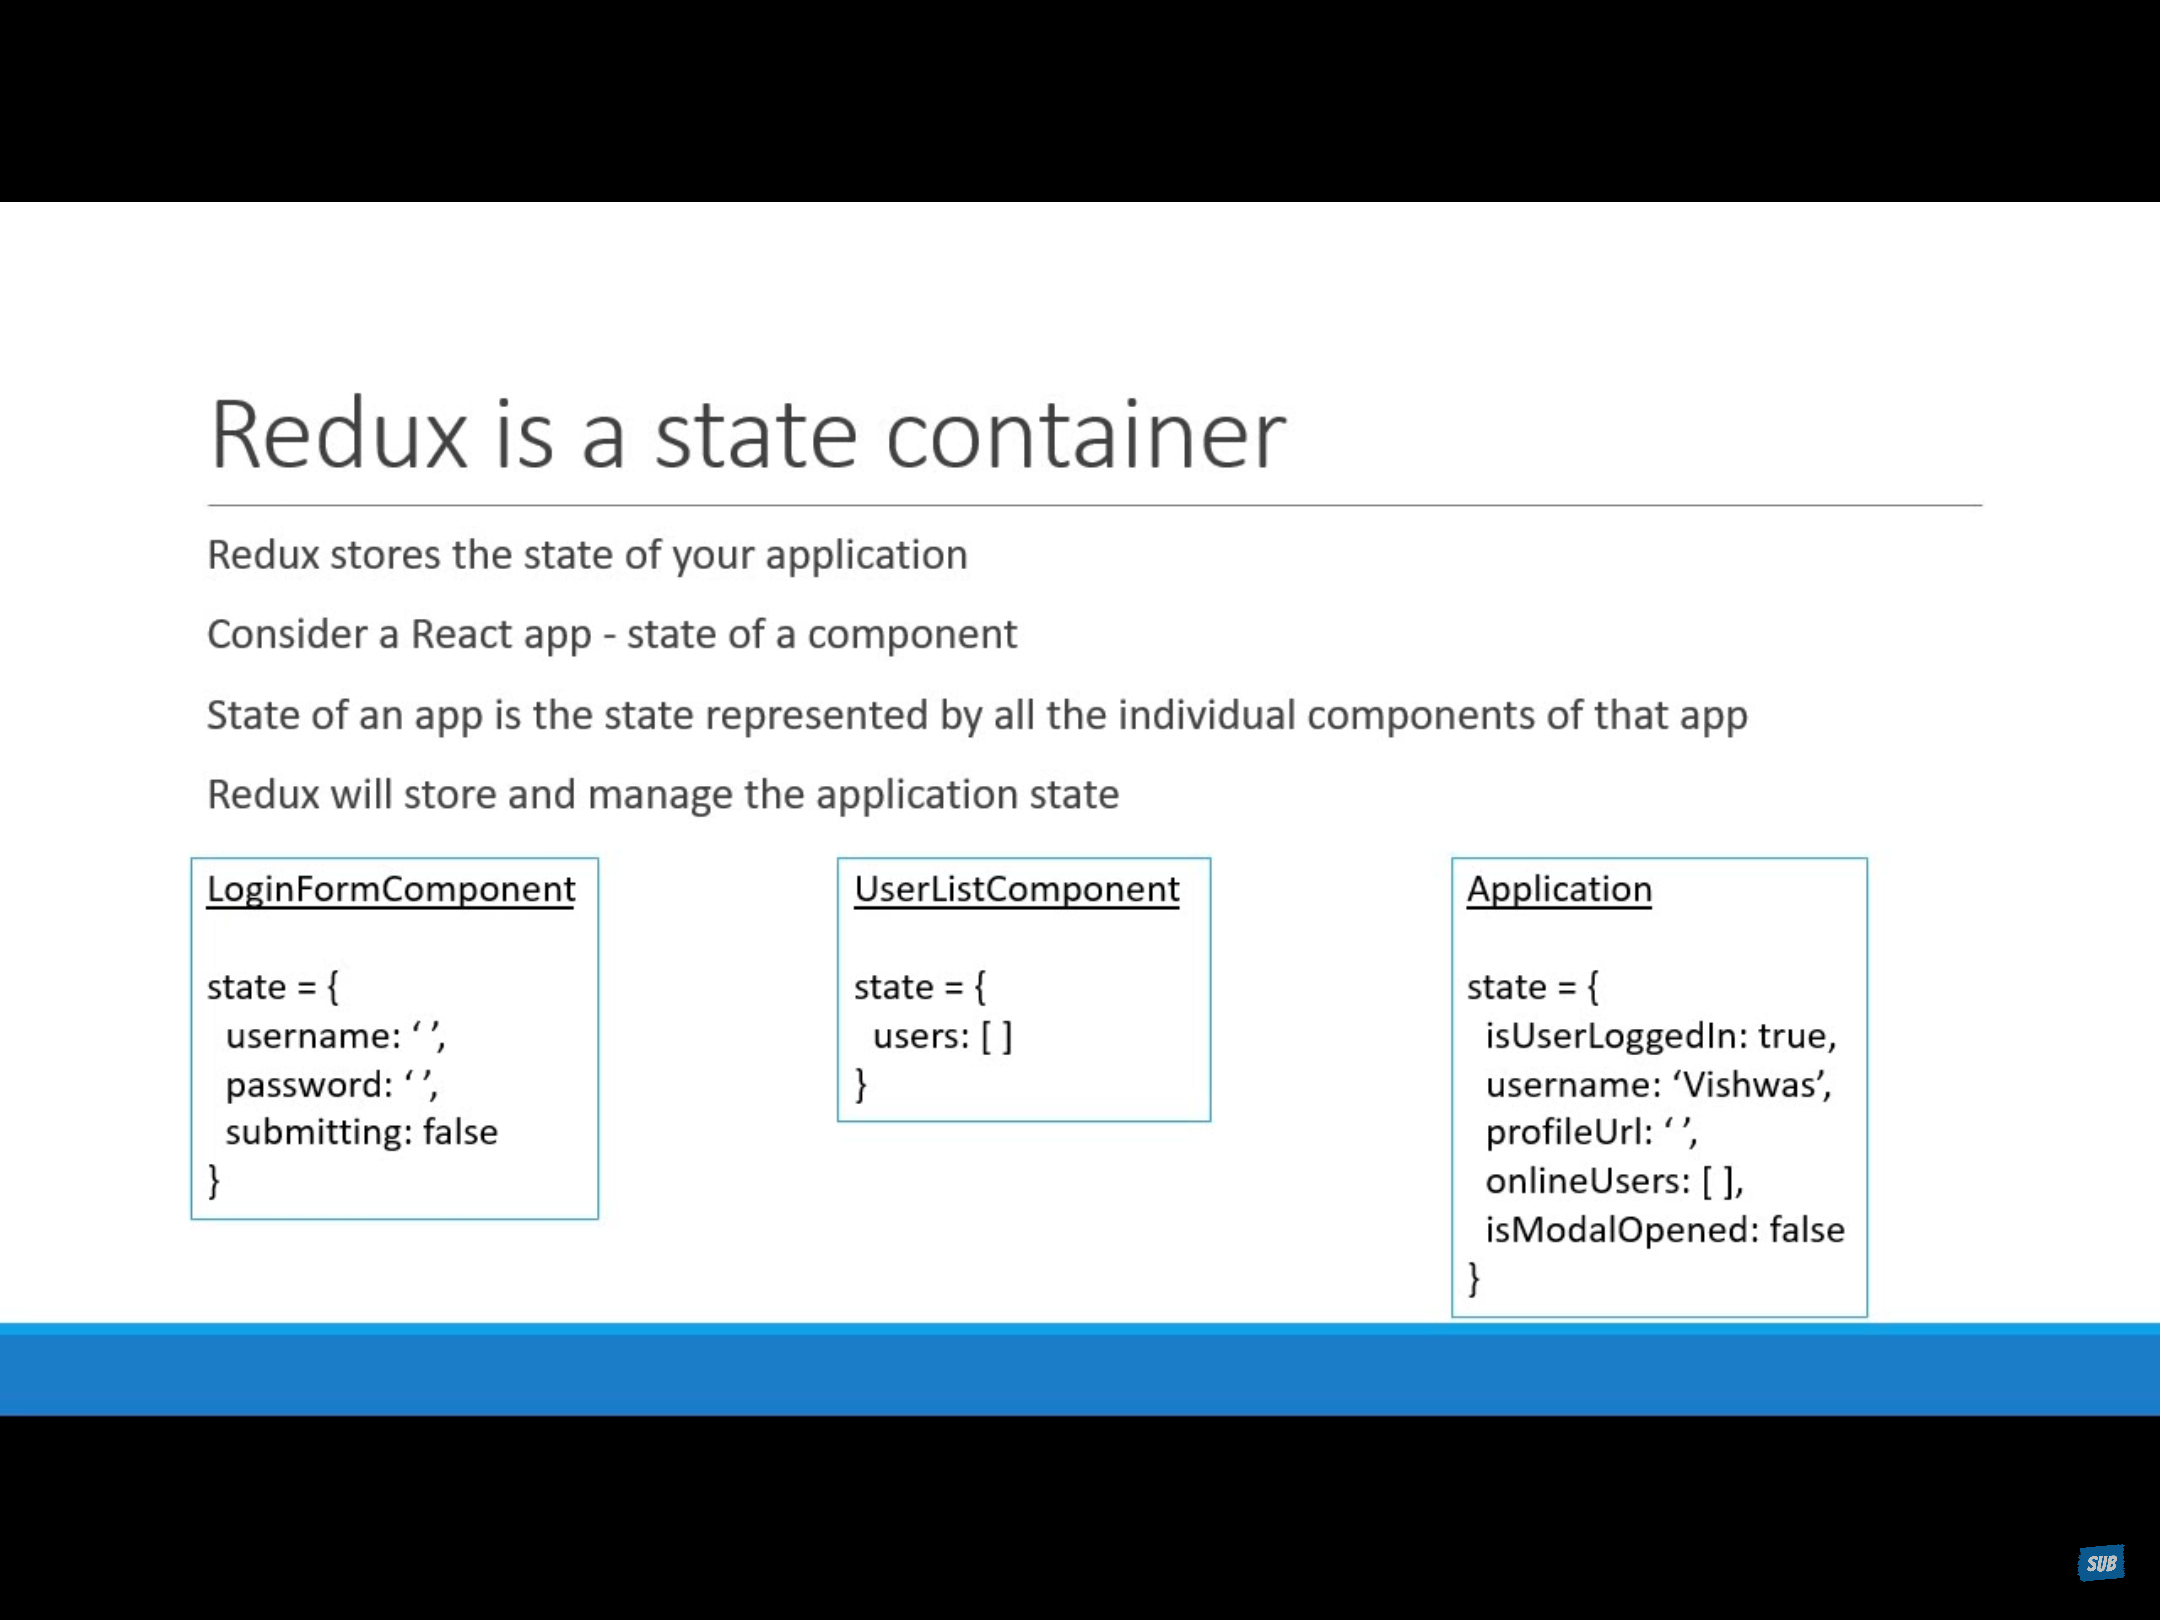 Redux is a state container
Redux stores the state of your application
Consider a React app - state of a component
State of an app is the state represented by all the individual components of that app
Redux will store and manage the application state
LoginFormComponent
state = {
username: ‘ ’,
password: ‘ ’,
submitting: false
}
UserListComponent
state = {
users: [ ]
}
Application
state = {
isUserLoggedIn: true,
username: ‘Vishwas’,
profileUrl: ‘ ’,
onlineUsers: [ ],
isModalOpened: false
}
SUB